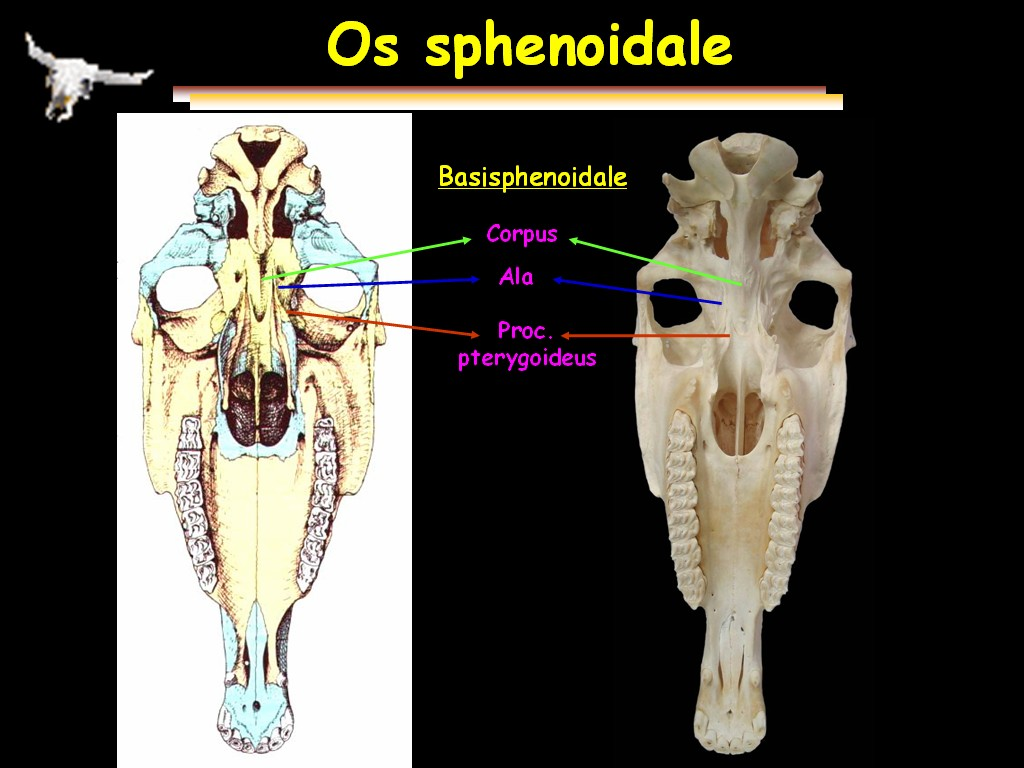 Os sphenoidale
Basisphenoidale
Corpus
Ala
Proc.
pterygoideus